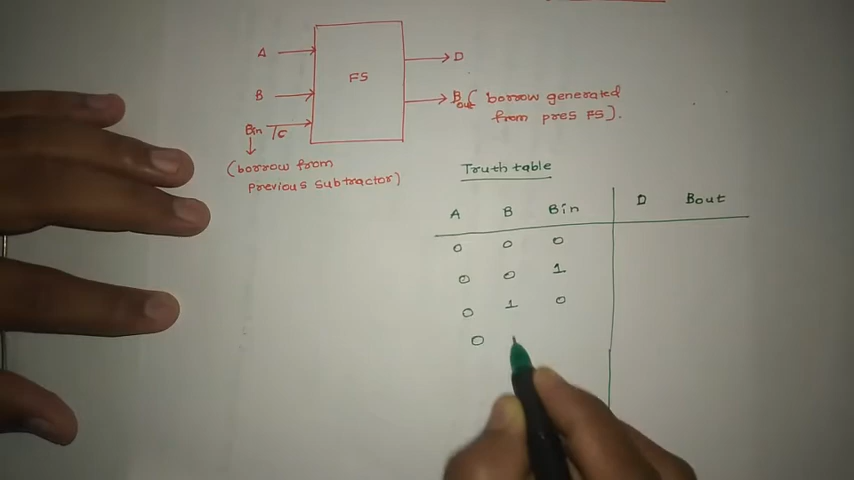 A
D
FS
B
Bout ( borrow generated
from pres FS ).
Bin / c
(borrow from
previous subtractor)
Truth table
A B Bin D Bout
0 0 0
0 0 1
0 1 0
0